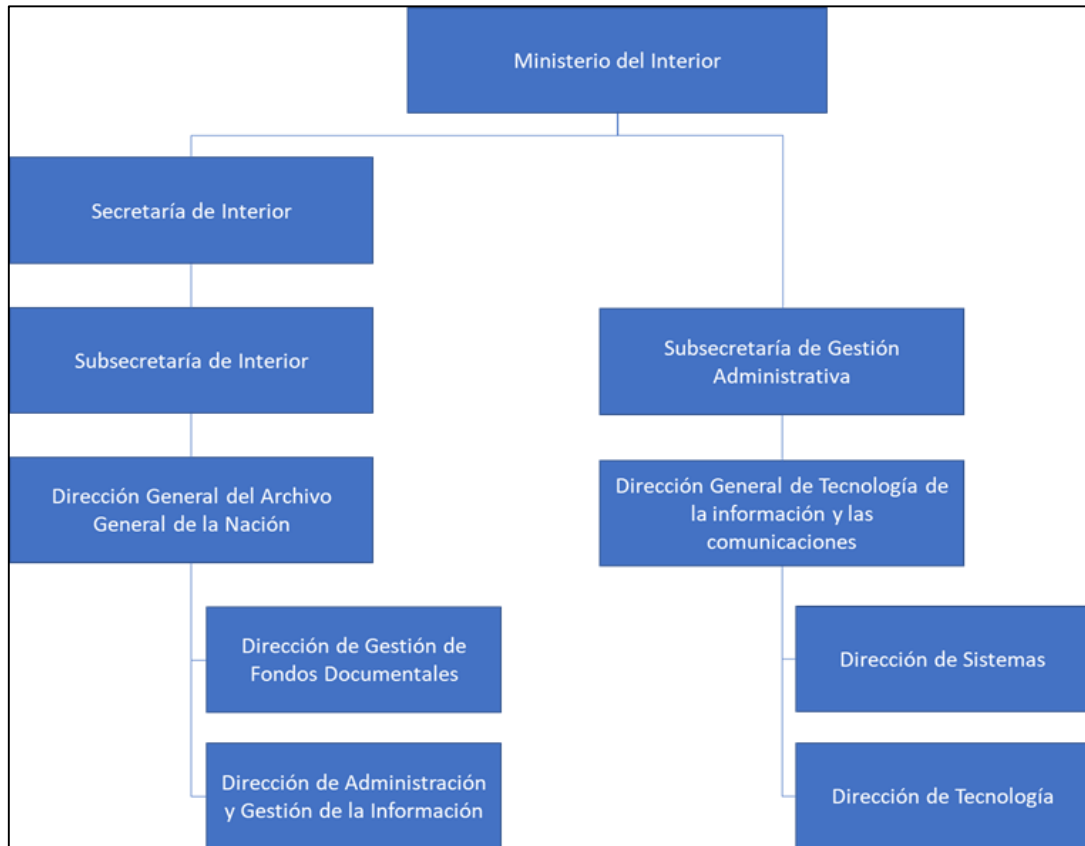 Ministerio del Interior
Secretaría de Interior
Subsecretaría de Interior
Subsecretaría de Gestión
Administrativa
Dirección General del Archivo
General de la Nación
Dirección General de Tecnología de
la información y las
comunicaciones
Dirección de Gestión de
Fondos Documentales
Dirección de Sistemas
Dirección de Administración
y Gestión de la Información
Dirección de Tecnología